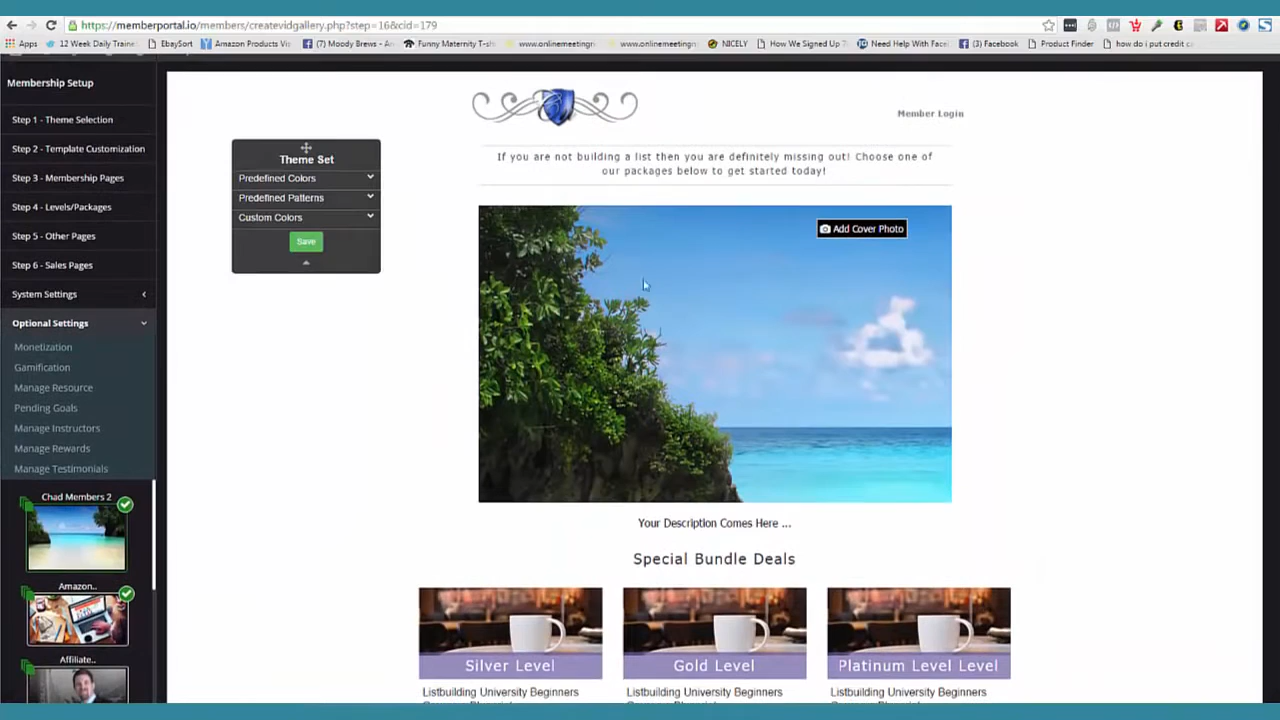 https://memberportal.io/members/createvidgallery.php?step=16&cid=179
Apps 12 Week Daily Traine EbaySort Amazon Products Vi (7) Moody Brews - Am Funny Maternity T-sh www.onlinemeetingn www.onlinemeetingn NICELY How We Signed Up 7 Need Help With Face (3) Facebook Product Finder how do i put credit c
Membership Setup
Step 1 - Theme Selection
Step 2 - Template Customization
Step 3 - Membership Pages
Step 4 - Levels/Packages
Step 5 - Other Pages
Step 6 - Sales Pages
System Settings
Optional Settings
Monetization
Gamification
Manage Resource
Pending Goals
Manage Instructors
Manage Rewards
Manage Testimonials
Chad Members 2
Amazon..
Affiliate..
Theme Set
Predefined Colors
Predefined Patterns
Custom Colors
Save
Member Login
If you are not building a list then you are definitely missing out! Choose one of
our packages below to get started today!
Add Cover Photo
Your Description Comes Here ...
Special Bundle Deals
Silver Level
Gold Level
Platinum Level Level
Listbuilding University Beginners
Listbuilding University Beginners
Listbuilding University Beginners